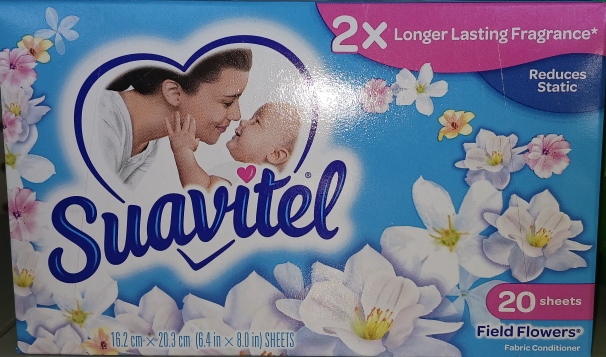 2x Longer Lasting Fragrance*
Reduces
Static
Suavitel®
20 sheets
Field Flowers®
Fabric Conditioner
16.2 cm × 20.3 cm (6.4 in × 8.0 in) SHEETS